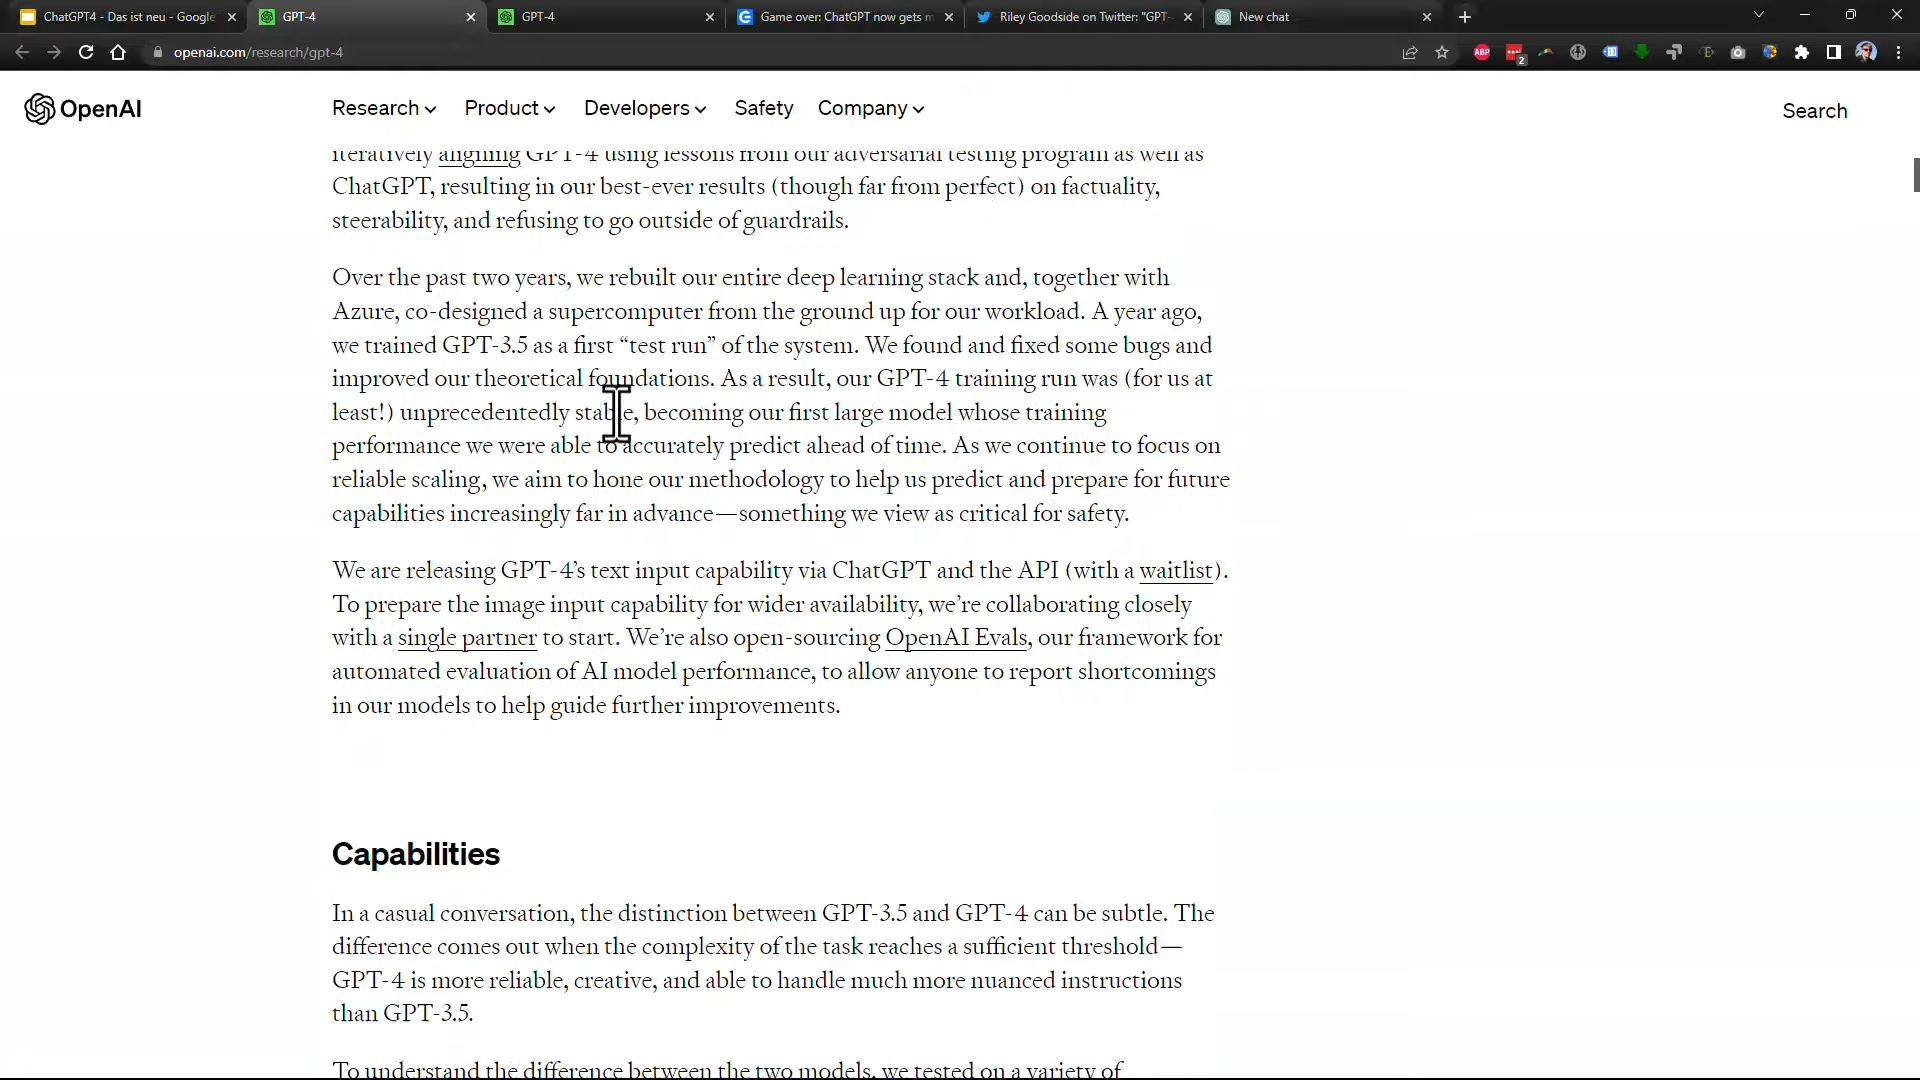 ChatGPT4 - Das ist neu - Google
GPT-4
GPT-4
Game over: ChatGPT now gets m
Riley Goodside on Twitter: "GPT-
New chat
openai.com/research/gpt-4
ABP
2
OpenAI
Research
Product
Developers
Safety
Company
Search
iteratively aligning GPT-4 using lessons from our adversarial testing program as well as
ChatGPT, resulting in our best-ever results (though far from perfect) on factuality,
steerability, and refusing to go outside of guardrails.
Over the past two years, we rebuilt our entire deep learning stack and, together with
Azure, co-designed a supercomputer from the ground up for our workload. A year ago,
we trained GPT-3.5 as a first “test run” of the system. We found and fixed some bugs and
improved our theoretical foundations. As a result, our GPT-4 training run was (for us at
least!) unprecedentedly stable, becoming our first large model whose training
performance we were able to accurately predict ahead of time. As we continue to focus on
reliable scaling, we aim to hone our methodology to help us predict and prepare for future
capabilities increasingly far in advance—something we view as critical for safety.
We are releasing GPT-4’s text input capability via ChatGPT and the API (with a waitlist).
To prepare the image input capability for wider availability, we’re collaborating closely
with a single partner to start. We’re also open-sourcing OpenAI Evals, our framework for
automated evaluation of AI model performance, to allow anyone to report shortcomings
in our models to help guide further improvements.
Capabilities
In a casual conversation, the distinction between GPT-3.5 and GPT-4 can be subtle. The
difference comes out when the complexity of the task reaches a sufficient threshold—
GPT-4 is more reliable, creative, and able to handle much more nuanced instructions
than GPT-3.5.
To understand the difference between the two models, we tested on a variety of